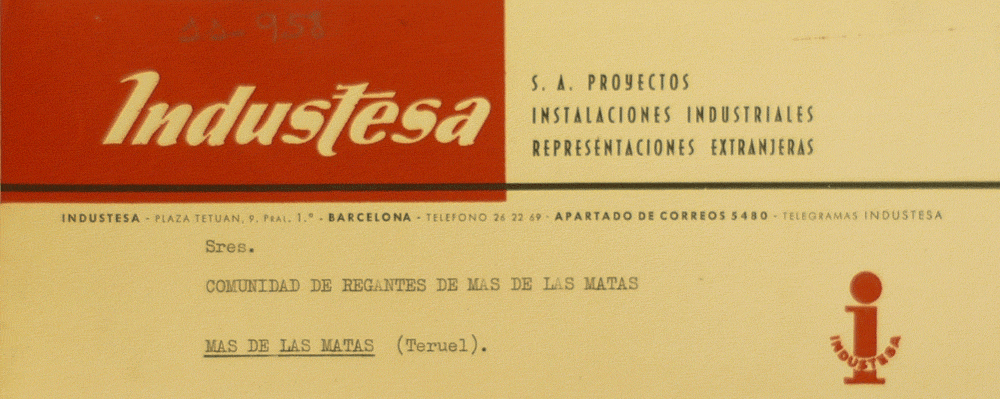 Industesa
S. A. PROYECTOS
INSTALACIONES INDUSTRIALES
REPRESENTACIONES EXTRANJERAS
INDUSTESA - PLAZA TETUAN, 9, PRAL. 1.º - BARCELONA - TELEFONO 26 22 69 - APARTADO DE CORREOS 5480 - TELEGRAMAS INDUSTESA
Sres.
COMUNIDAD DE REGANTES DE MAS DE LAS MATAS
MAS DE LAS MATAS (Teruel).
i
INDUSTESA